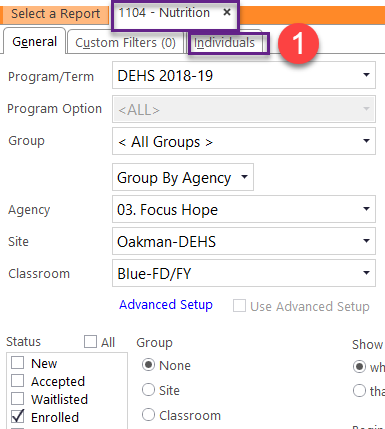 Select a Report 1104 - Nutrition ×
General Custom Filters (0) Individuals 1
Program/Term DEHS 2018-19
Program Option <ALL>
Group < All Groups >
Group By Agency
Agency 03. Focus Hope
Site Oakman-DEHS
Classroom Blue-FD/FY
Advanced Setup Use Advanced Setup
Status All Group Show
New None wh
Accepted Site tha
Waitlisted
Enrolled Classroom